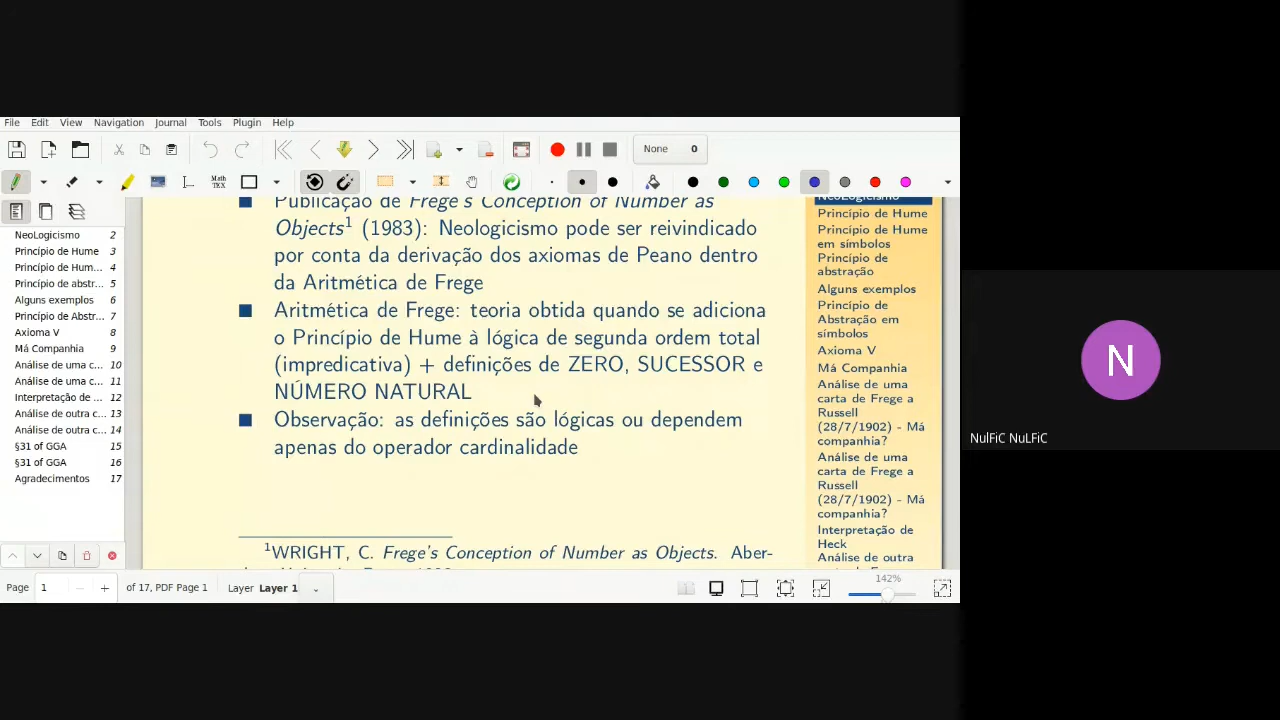 File Edit View Navigation Journal Tools Plugin Help
None 0
Math
TEX
NeoLogicismo 2
Princípio de Hume 3
Princípio de Hum... 4
Princípio de abstr... 5
Alguns exemplos 6
Princípio de Abstr... 7
Axioma V 8
Má Companhia 9
Análise de uma c... 10
Análise de uma c... 11
Interpretação de ... 12
Análise de outra c... 13
Análise de outra c... 14
§31 of GGA 15
§31 of GGA 16
Agradecimentos 17
Publicação de Frege's Conception of Number as
Objects1 (1983): Neologicismo pode ser reivindicado
por conta da derivação dos axiomas de Peano dentro
da Aritmética de Frege
Aritmética de Frege: teoria obtida quando se adiciona
o Princípio de Hume à lógica de segunda ordem total
(impredicativa) + definições de ZERO, SUCESSOR e
NÚMERO NATURAL
Observação: as definições são lógicas ou dependem
apenas do operador cardinalidade
1WRIGHT, C. Frege's Conception of Number as Objects. Aber-
NeoLogicismo
Princípio de Hume
Princípio de Hume
em símbolos
Princípio de
abstração
Alguns exemplos
Princípio de
Abstração em
símbolos
Axioma V
Má Companhia
Análise de uma
carta de Frege a
Russell
(28/7/1902) - Má
companhia?
Análise de uma
carta de Frege a
Russell
(28/7/1902) - Má
companhia?
Interpretação de
Heck
Análise de outra
Page 1 of 17, PDF Page 1 Layer Layer 1 142%
N
NulFiC NuLFiC